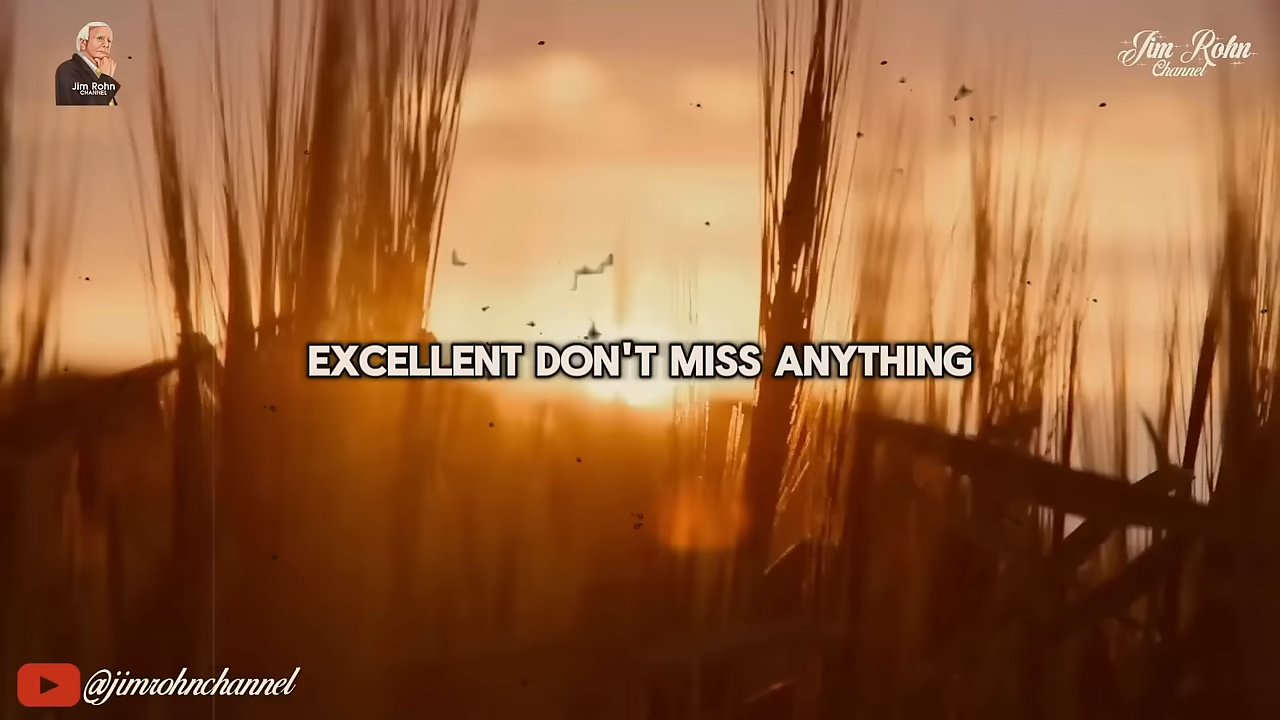 Jim Rohn
CHANNEL
Jim Rohn
Channel
EXCELLENT DON'T MISS ANYTHING
@jimrohnchannel